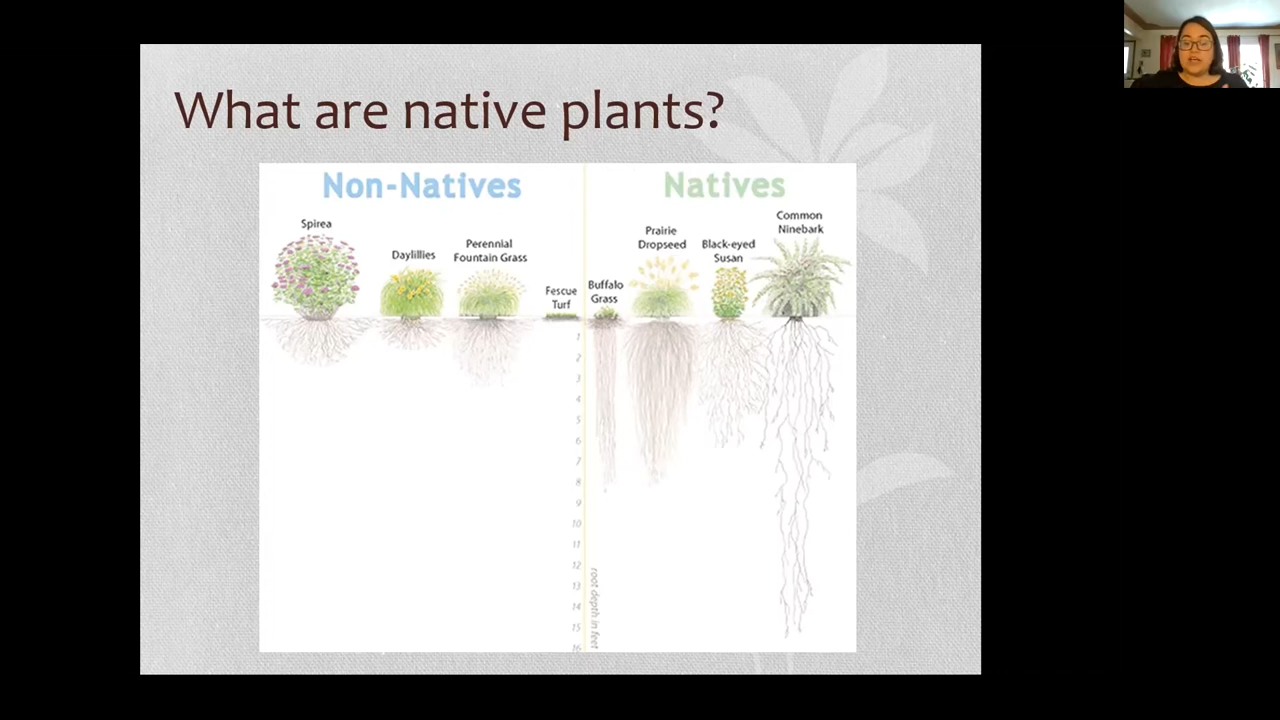 What are native plants?
Non-Natives
Natives
Spirea
Daylillies
Perennial
Fountain Grass
Fescue
Turf
Buffalo
Grass
Prairie
Dropseed
Black-eyed
Susan
Common
Ninebark
1
2
3
4
5
6
7
8
9
10
11
12
13
14
15
16
root depth in feet